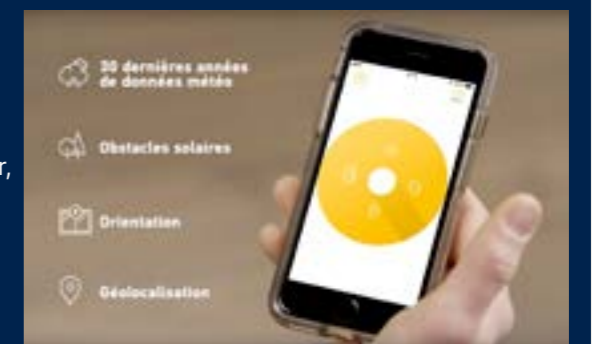 30 dernières années
de données météo
Obstacles solaires
r,
Orientation
Géolocalisation